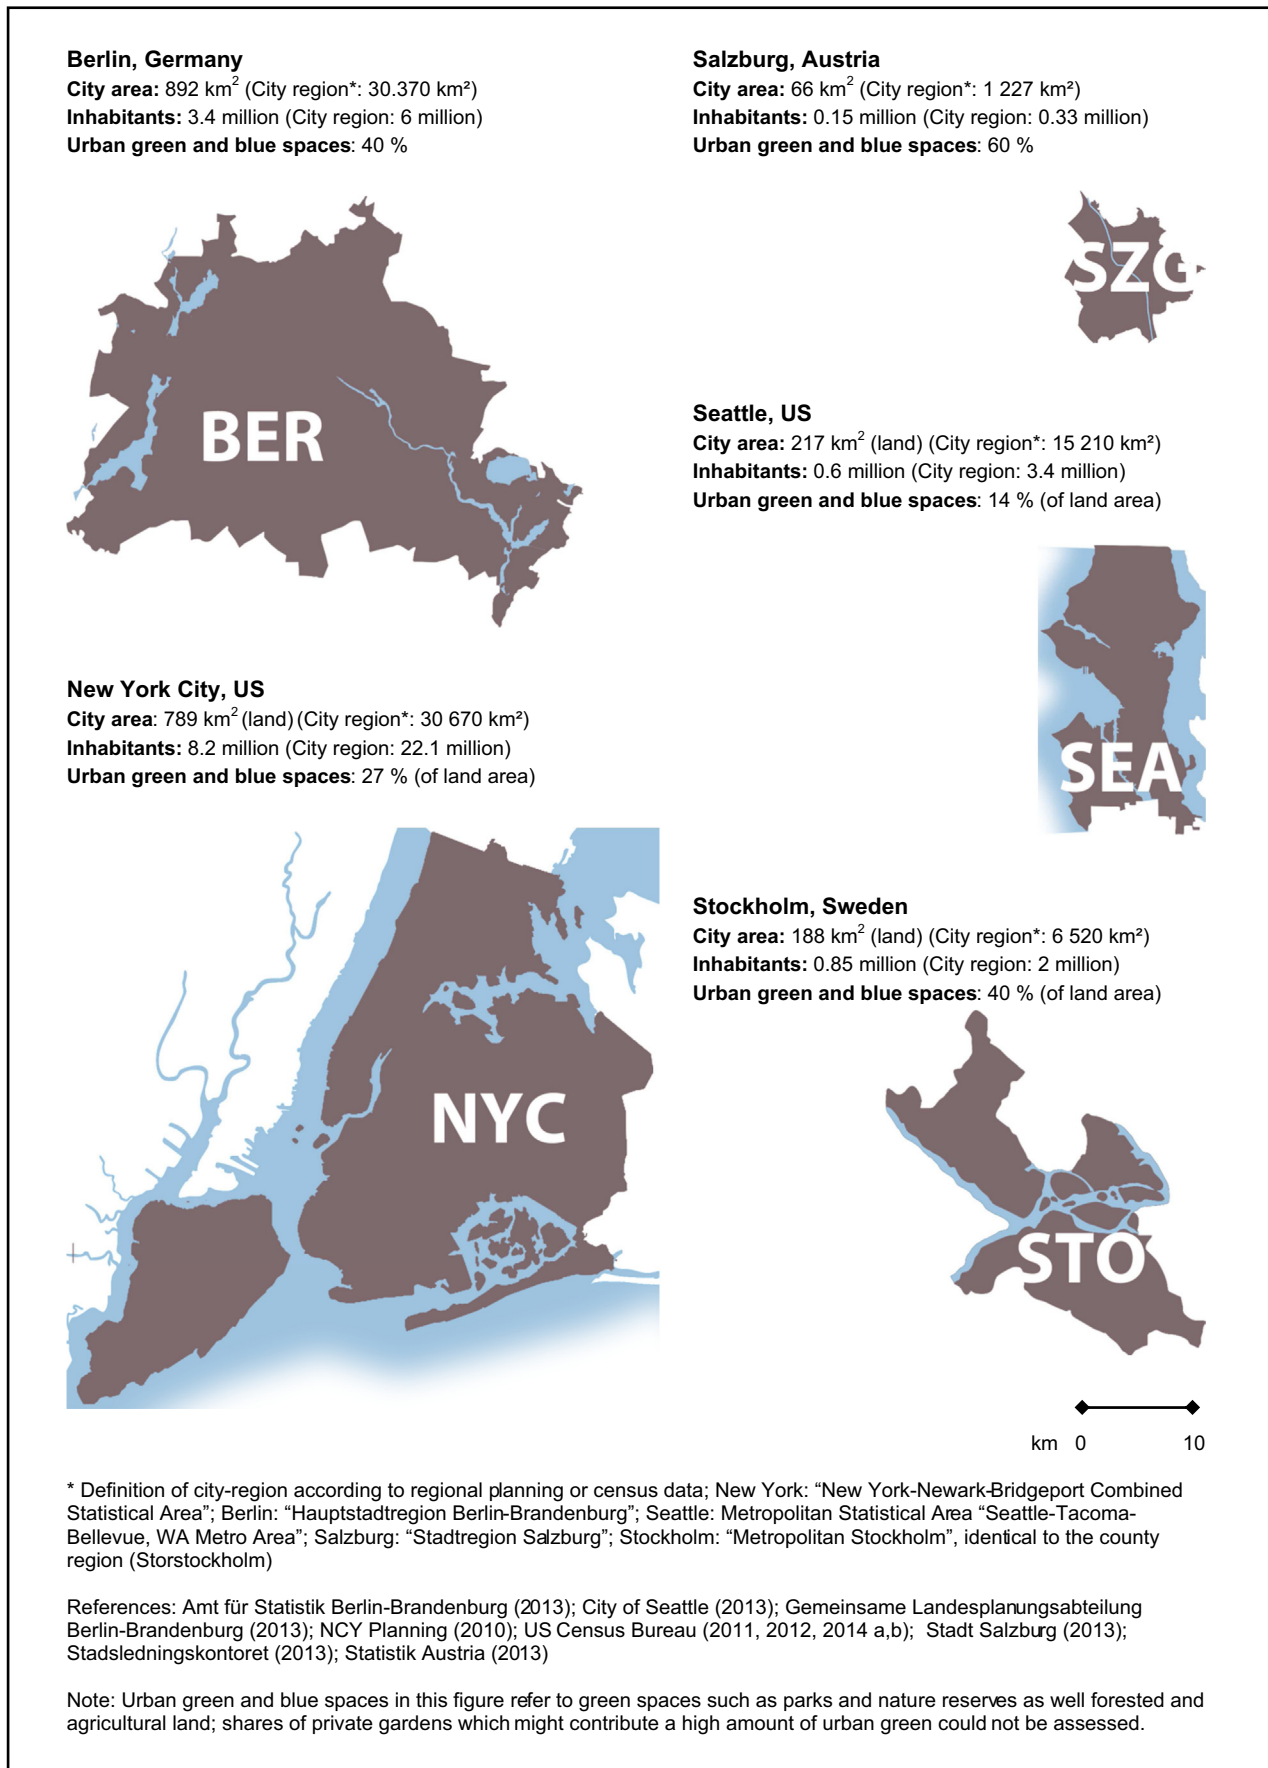 Berlin, Germany
City area: 892 km² (City region*: 30.370 km²)
Inhabitants: 3.4 million (City region: 6 million)
Urban green and blue spaces: 40 %
BER
New York City, US
City area: 789 km² (land) (City region*: 30 670 km²)
Inhabitants: 8.2 million (City region: 22.1 million)
Urban green and blue spaces: 27 % (of land area)
NYC
Salzburg, Austria
City area: 66 km² (City region*: 1 227 km²)
Inhabitants: 0.15 million (City region: 0.33 million)
Urban green and blue spaces: 60 %
SZG
Seattle, US
City area: 217 km² (land) (City region*: 15 210 km²)
Inhabitants: 0.6 million (City region: 3.4 million)
Urban green and blue spaces: 14 % (of land area)
SEA
Stockholm, Sweden
City area: 188 km² (land) (City region*: 6 520 km²)
Inhabitants: 0.85 million (City region: 2 million)
Urban green and blue spaces: 40 % (of land area)
STO
km 0 10
* Definition of city-region according to regional planning or census data; New York: “New York-Newark-Bridgeport Combined
Statistical Area”; Berlin: “Hauptstadtregion Berlin-Brandenburg”; Seattle: Metropolitan Statistical Area “Seattle-Tacoma-
Bellevue, WA Metro Area”; Salzburg: “Stadtregion Salzburg”; Stockholm: “Metropolitan Stockholm”, identical to the county
region (Storstockholm)
References: Amt für Statistik Berlin-Brandenburg (2013); City of Seattle (2013); Gemeinsame Landesplanungsabteilung
Berlin-Brandenburg (2013); NCY Planning (2010); US Census Bureau (2011, 2012, 2014 a,b); Stadt Salzburg (2013);
Stadsledningskontoret (2013); Statistik Austria (2013)
Note: Urban green and blue spaces in this figure refer to green spaces such as parks and nature reserves as well forested and
agricultural land; shares of private gardens which might contribute a high amount of urban green could not be assessed.